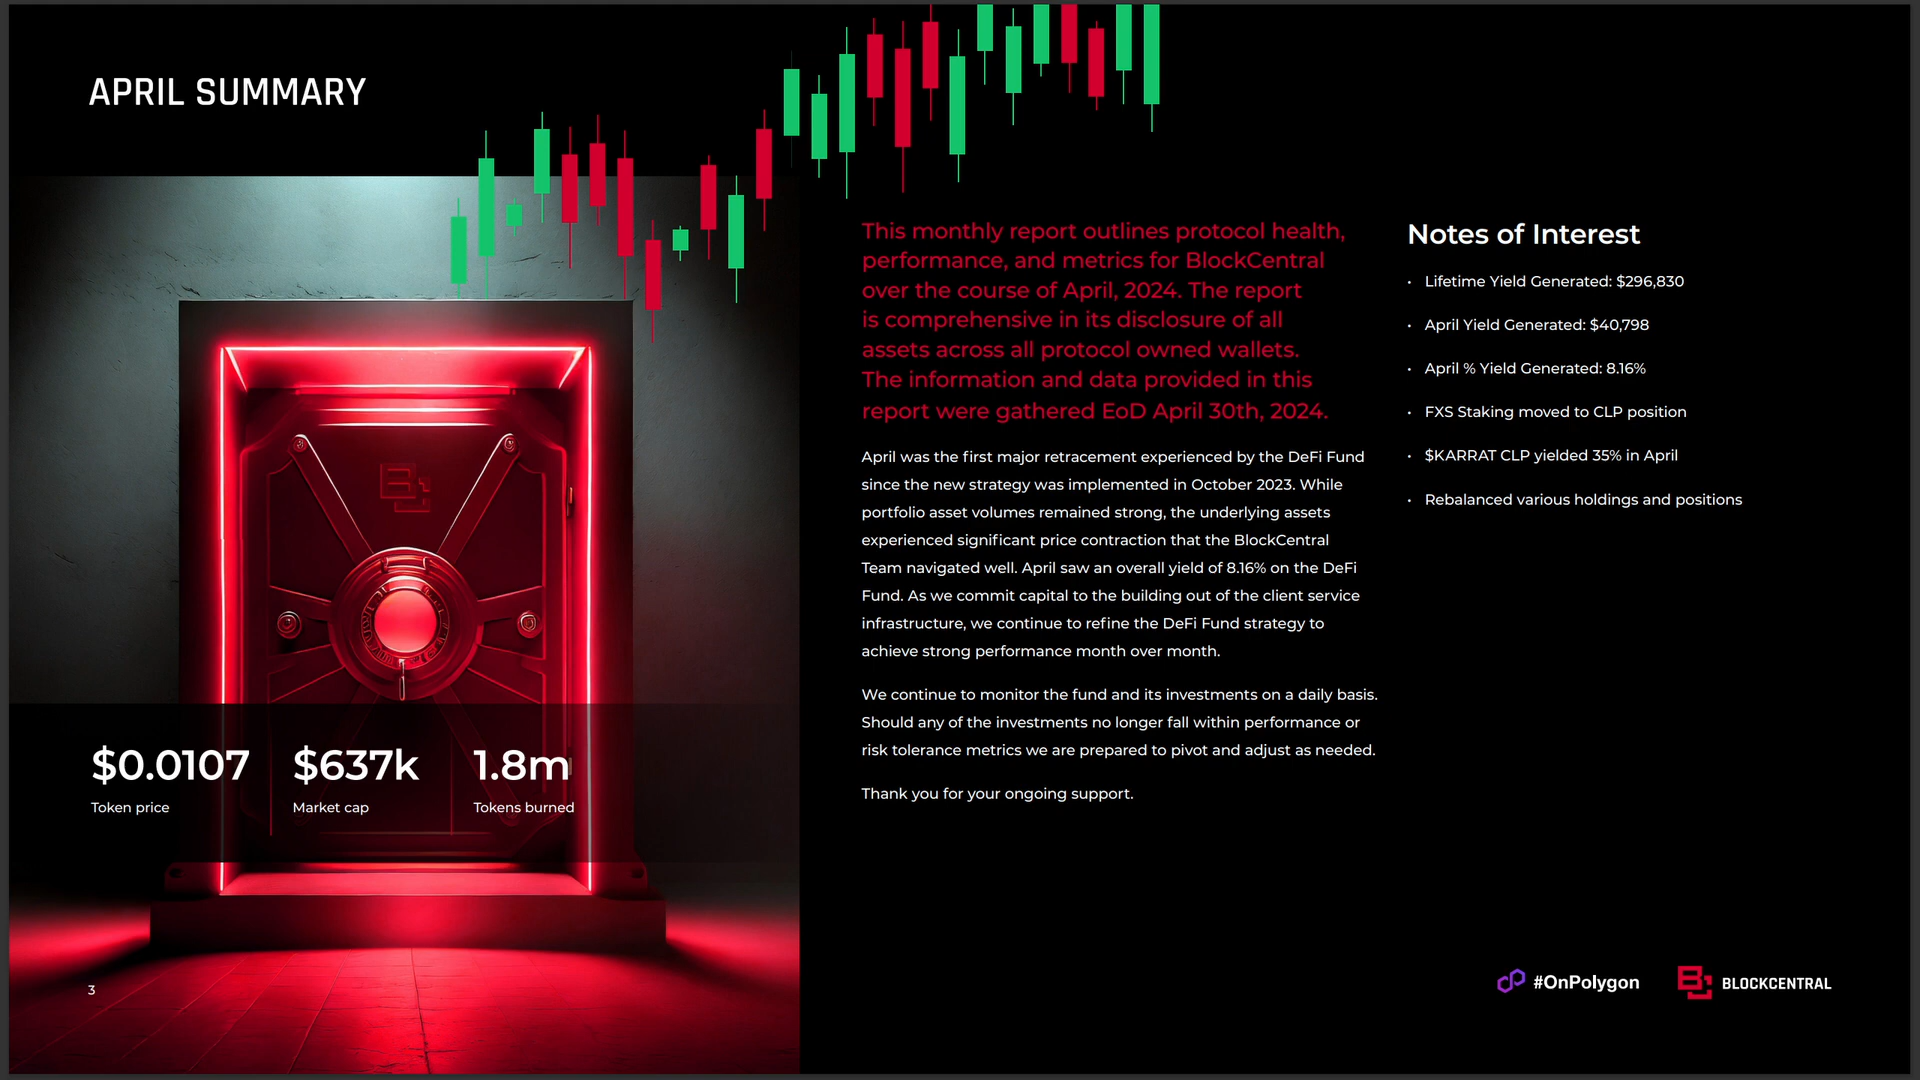 APRIL SUMMARY
This monthly report outlines protocol health,
performance, and metrics for BlockCentral
over the course of April, 2024. The report
is comprehensive in its disclosure of all
assets across all protocol owned wallets.
The information and data provided in this
report were gathered EoD April 30th, 2024.
April was the first major retracement experienced by the DeFi Fund
since the new strategy was implemented in October 2023. While
portfolio asset volumes remained strong, the underlying assets
experienced significant price contraction that the BlockCentral
Team navigated well. April saw an overall yield of 8.16% on the DeFi
Fund. As we commit capital to the building out of the client service
infrastructure, we continue to refine the DeFi Fund strategy to
achieve strong performance month over month.
We continue to monitor the fund and its investments on a daily basis.
Should any of the investments no longer fall within performance or
risk tolerance metrics we are prepared to pivot and adjust as needed.
Thank you for your ongoing support.
Notes of Interest
• Lifetime Yield Generated: $296,830
• April Yield Generated: $40,798
• April % Yield Generated: 8.16%
• FXS Staking moved to CLP position
• $KARRAT CLP yielded 35% in April
• Rebalanced various holdings and positions
$0.0107
Token price
$637k
Market cap
1.8m
Tokens burned
3
#OnPolygon
BLOCKCENTRAL